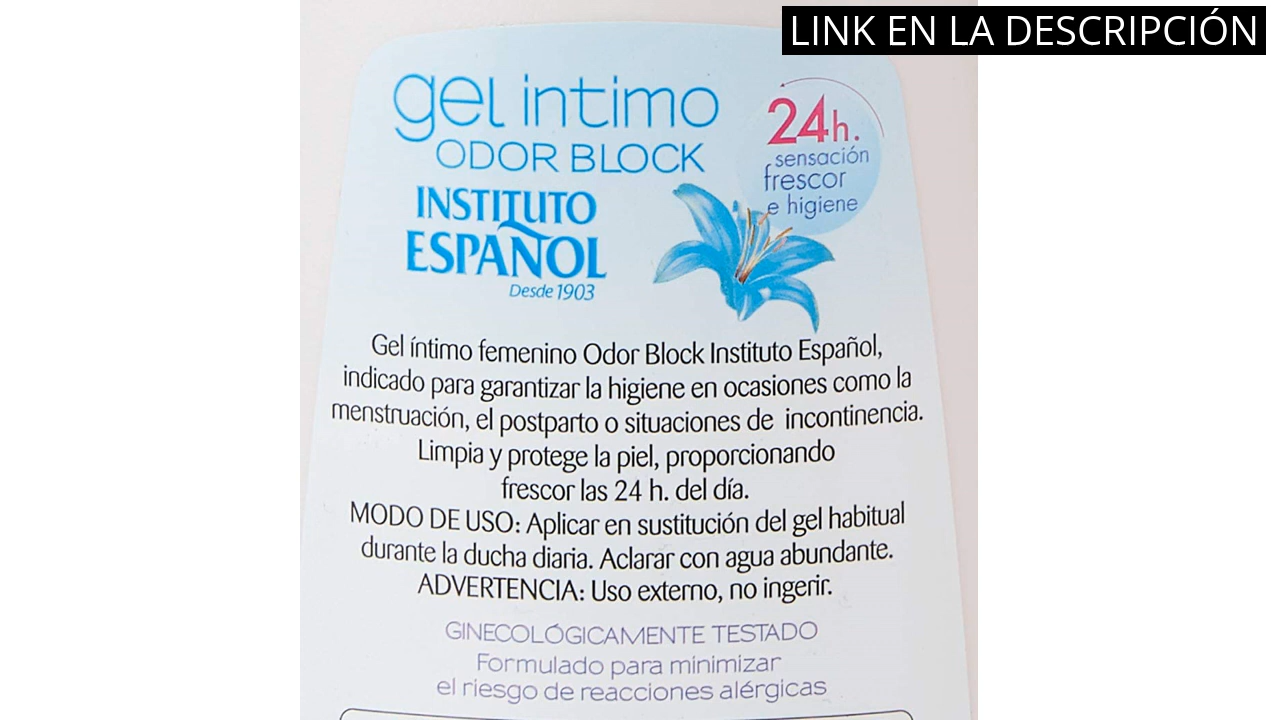 LINK EN LA DESCRIPCIÓN
gel intimo
ODOR BLOCK
INSTITUTO
ESPAÑOL
Desde 1903
24h.
sensación
frescor
e higiene
Gel íntimo femenino Odor Block Instituto Español,
indicado para garantizar la higiene en ocasiones como la
menstruación, el postparto o situaciones de incontinencia.
Limpia y protege la piel, proporcionando
frescor las 24 h. del día.
MODO DE USO: Aplicar en sustitución del gel habitual
durante la ducha diaria. Aclarar con agua abundante.
ADVERTENCIA: Uso externo, no ingerir.
GINECOLÓGICAMENTE TESTADO
Formulado para minimizar
el riesgo de reacciones alérgicas